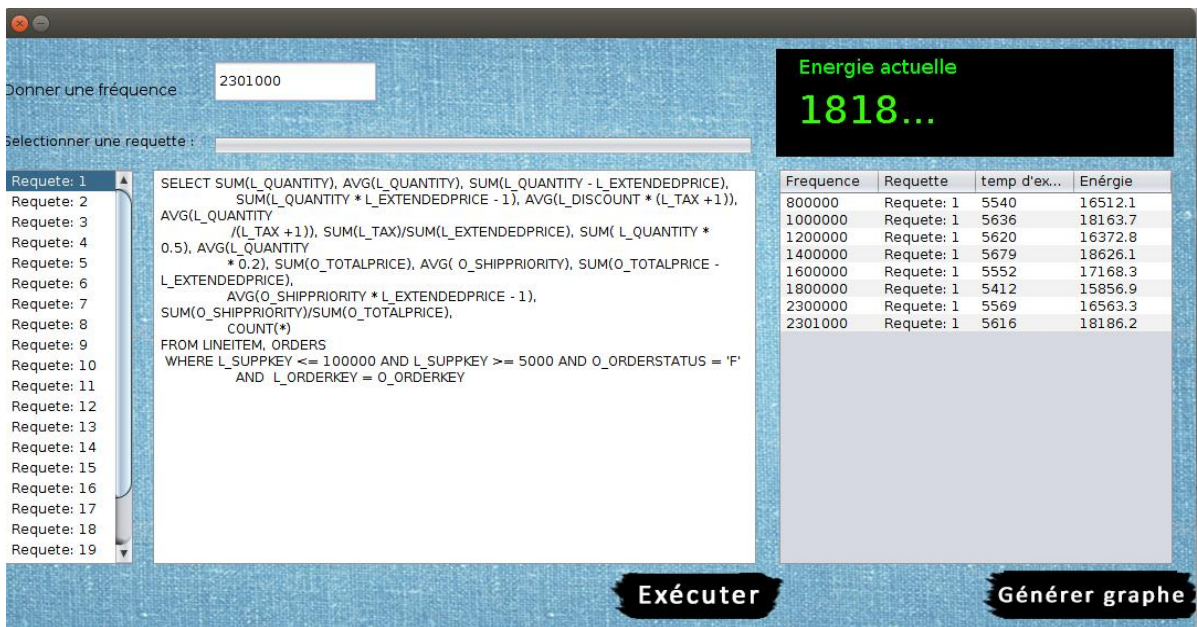 Donner une fréquence
2301000
Energie actuelle
1818...
Selectionner une requette :
Requete: 1
Requete: 2
Requete: 3
Requete: 4
Requete: 5
Requete: 6
Requete: 7
Requete: 8
Requete: 9
Requete: 10
Requete: 11
Requete: 12
Requete: 13
Requete: 14
Requete: 15
Requete: 16
Requete: 17
Requete: 18
Requete: 19
SELECT SUM(L_QUANTITY), AVG(L_QUANTITY), SUM(L_QUANTITY - L_EXTENDEDPRICE),
SUM(L_QUANTITY * L_EXTENDEDPRICE - 1), AVG(L_DISCOUNT * (L_TAX +1)),
AVG(L_QUANTITY
/(L_TAX +1)), SUM(L_TAX)/SUM(L_EXTENDEDPRICE), SUM( L_QUANTITY *
0.5), AVG(L_QUANTITY
* 0.2), SUM(O_TOTALPRICE), AVG( O_SHIPPRIORITY), SUM(O_TOTALPRICE -
L_EXTENDEDPRICE),
AVG(O_SHIPPRIORITY * L_EXTENDEDPRICE - 1),
SUM(O_SHIPPRIORITY)/SUM(O_TOTALPRICE),
COUNT(*)
FROM LINEITEM, ORDERS
WHERE L_SUPPKEY <= 100000 AND L_SUPPKEY >= 5000 AND O_ORDERSTATUS = 'F'
AND L_ORDERKEY = O_ORDERKEY
Frequence Requette temp d'ex... Enérgie
800000 Requete: 1 5540 16512.1
1000000 Requete: 1 5636 18163.7
1200000 Requete: 1 5620 16372.8
1400000 Requete: 1 5679 18626.1
1600000 Requete: 1 5552 17168.3
1800000 Requete: 1 5412 15856.9
2300000 Requete: 1 5569 16563.3
2301000 Requete: 1 5616 18186.2
Exécuter
Générer graphe